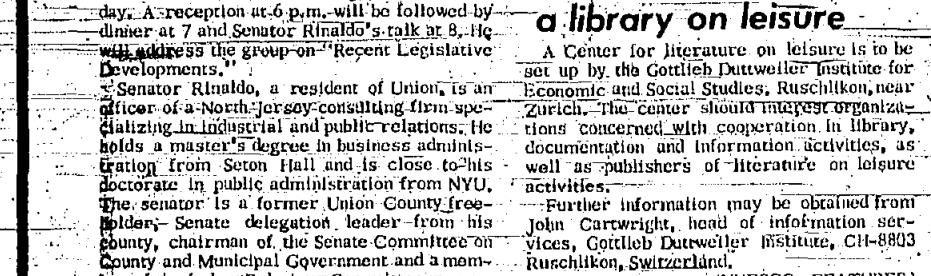 day. A reception at 6 p.m. will be followed by
dinner at 7 and Senator Rinaldo's talk at 8. He
will address the group on "Recent Legislative
Developments."
Senator Rinaldo, a resident of Union, is an
officer of a North Jersey consulting firm spe-
cializing in industrial and public relations. He
holds a master's degree in business adminis-
tration from Seton Hall and is close to his
doctorate in public administration from NYU.
The senator is a former Union County free-
holder, Senate delegation leader from his
county, chairman of the Senate Committee on
County and Municipal Government and a mem-
a library on leisure
A Center for literature on leisure is to be
set up by the Gottlieb Duttweiler Institute for
Economic and Social Studies, Ruschlikon, near
Zurich. The center should interest organiza-
tions concerned with cooperation in library,
documentation and information activities, as
well as publishers of literature on leisure
activities.
Further information may be obtained from
John Cartwright, head of information ser-
vices, Gottlieb Duttweiler Institute, CH-8803
Ruschlikon, Switzerland.